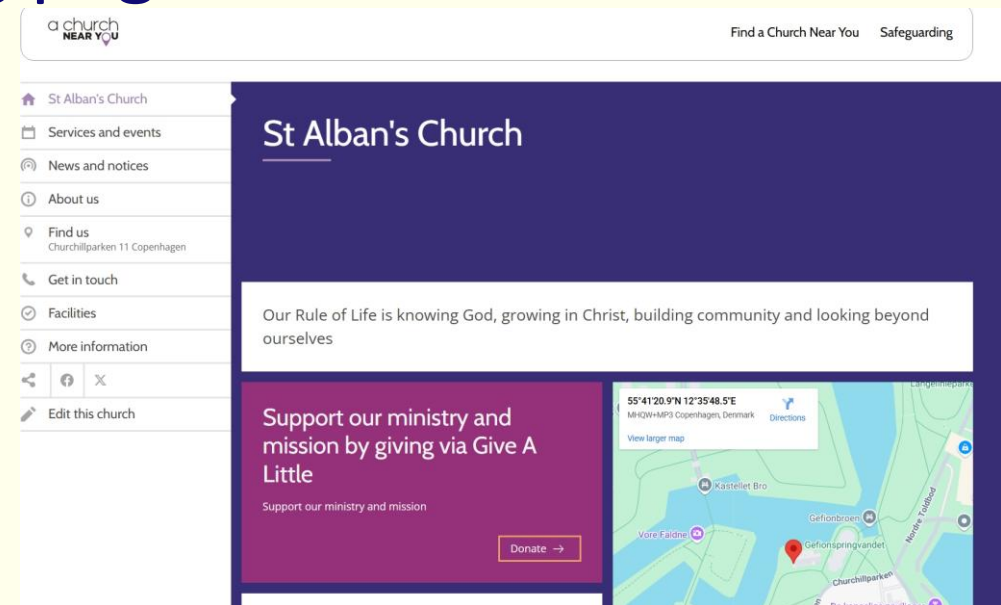 a church
NEAR YOU
Find a Church Near You
Safeguarding
St Alban's Church
Services and events
News and notices
About us
Find us
Churchillparken 11 Copenhagen
Get in touch
Facilities
More information
Edit this church
St Alban's Church
Our Rule of Life is knowing God, growing in Christ, building community and looking beyond
ourselves
Support our ministry and
mission by giving via Give A
Little
Support our ministry and mission
Donate →
55°41'20.9"N 12°35'48.5"E
MHQW+MP3 Copenhagen, Denmark
Directions
View larger map
Langeliniepark
Kastellet Bro
Gefionbroen
Nordre Toldbod
Vore Faldne
Gefionspringvandet
Churchillparken